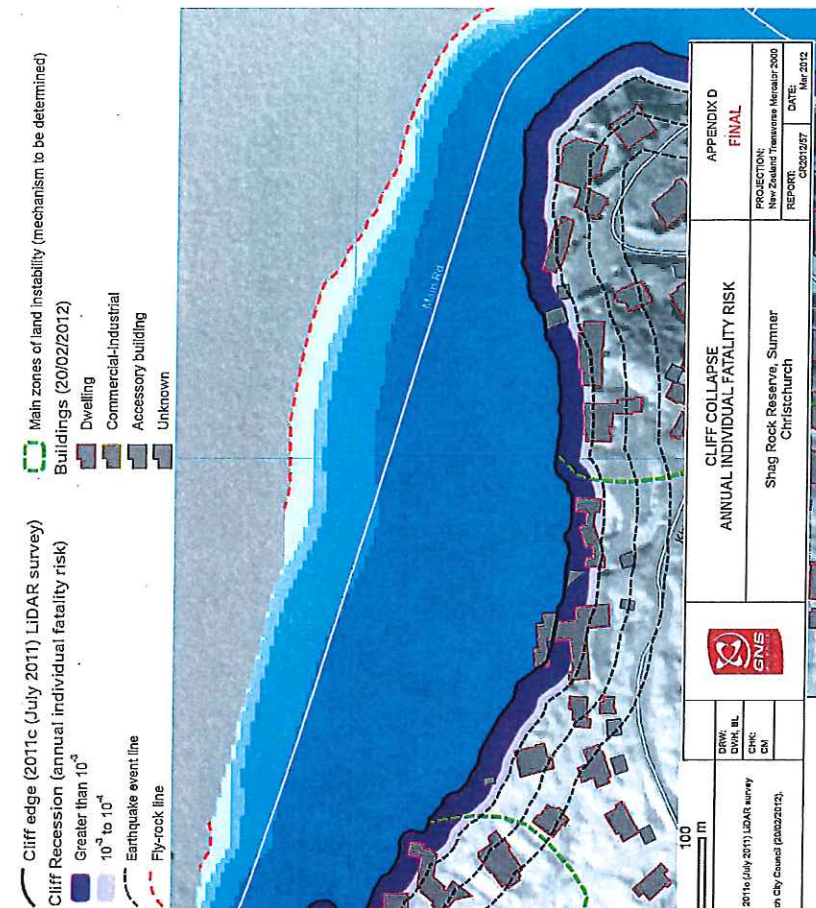 Cliff edge (2011c (July 2011) LiDAR survey)
Cliff Recession (annual individual fatality risk)
Greater than 10⁻³
10⁻³ to 10⁻⁴
Earthquake event line
Fly-rock line
Main zones of land instability (mechanism to be determined)
Buildings (20/02/2012)
Dwelling
Commercial-Industrial
Accessory building
Unknown
Main Rd
100
m
2011c (July 2011) LiDAR survey
ch City Council (20/02/2012).
DRW:
DWH, BL
CHK:
CM
GNS
CLIFF COLLAPSE
ANNUAL INDIVIDUAL FATALITY RISK
Shag Rock Reserve, Sumner
Christchurch
APPENDIX D
FINAL
PROJECTION:
New Zealand Transverse Mercator 2000
REPORT:
CR2012/57
DATE:
Mar 2012